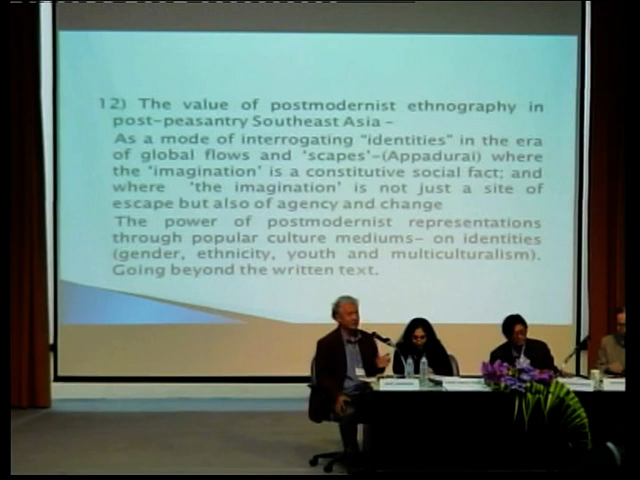 12) The value of postmodernist ethnography in
post-peasantry Southeast Asia -
As a mode of interrogating "identities" in the era
of global flows and 'scapes'-(Appadurai) where
the 'imagination' is a constitutive social fact; and
where 'the imagination' is not just a site of
escape but also of agency and change
The power of postmodernist representations
through popular culture mediums- on identities
(gender, ethnicity, youth and multiculturalism).
Going beyond the written text.